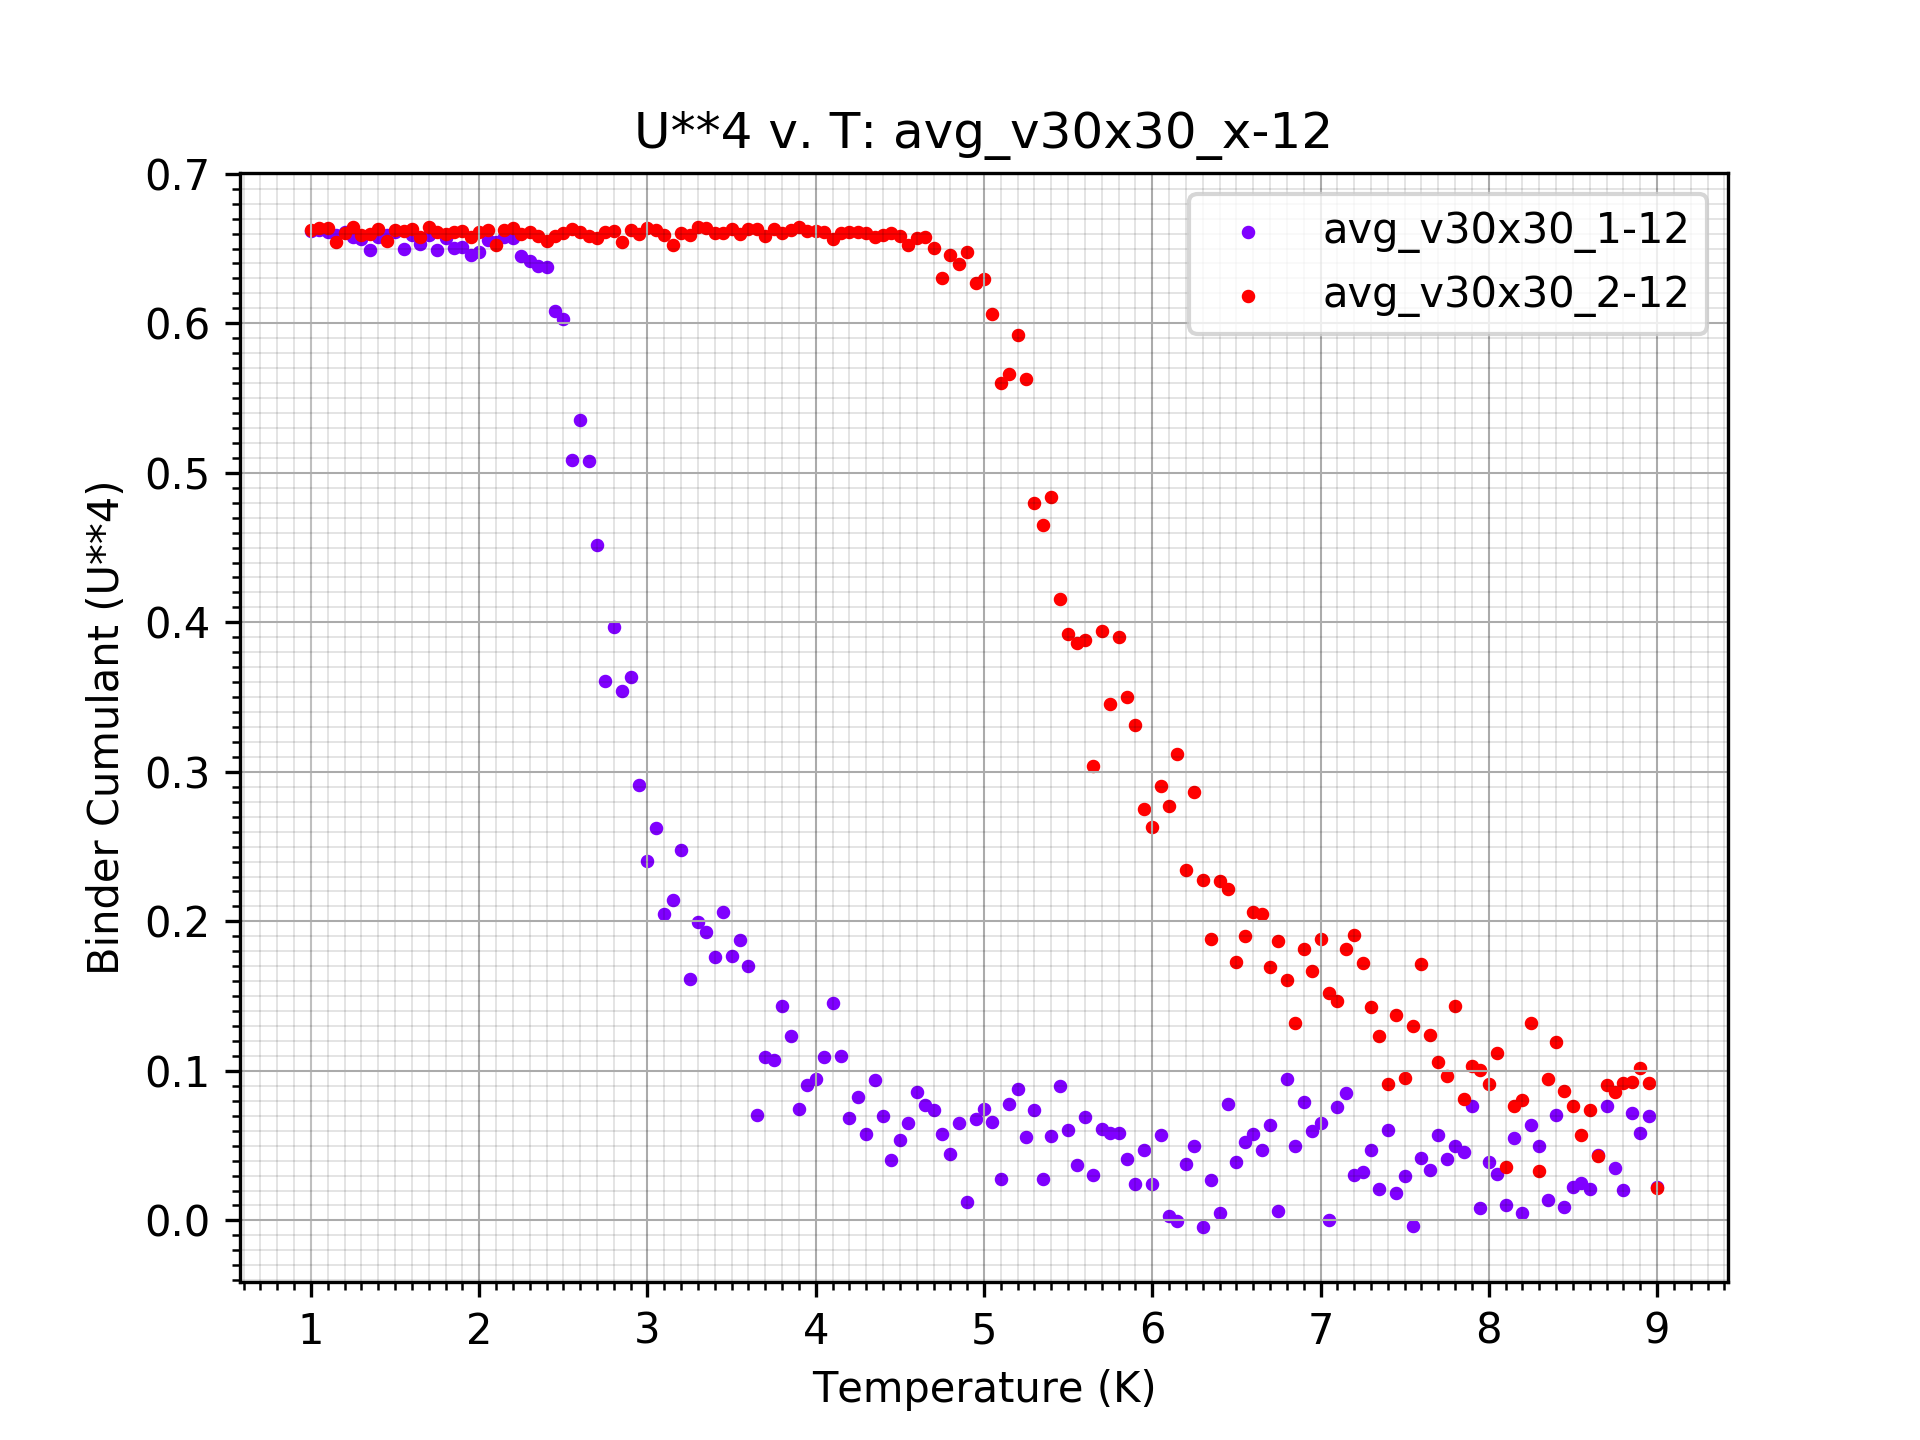 U**4 v. T: avg_v30x30_x-12
avg_v30x30_1-12
avg_v30x30_2-12
0.7
0.6
0.5
0.4
0.3
0.2
0.1
0.0
Binder Cumulant (U**4)
1 2 3 4 5 6 7 8 9
Temperature (K)